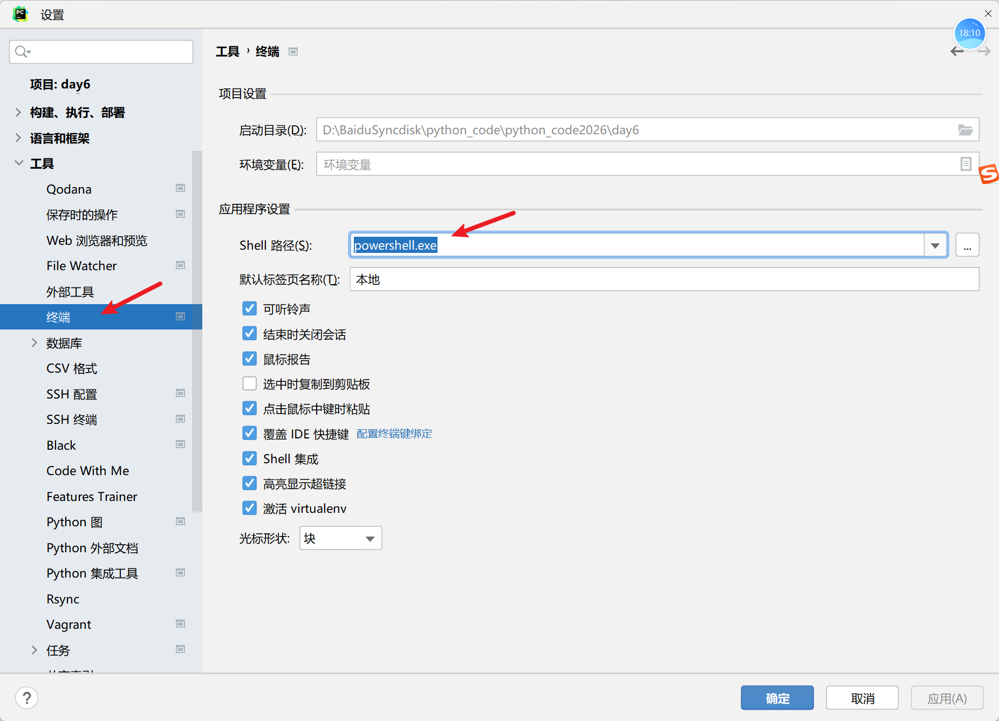 设置
18:10
项目: day6
构建、执行、部署
语言和框架
工具
Qodana
保存时的操作
Web 浏览器和预览
File Watcher
外部工具
终端
数据库
CSV 格式
SSH 配置
SSH 终端
Black
Code With Me
Features Trainer
Python 图
Python 外部文档
Python 集成工具
Rsync
Vagrant
任务
工具 › 终端
项目设置
启动目录(D): D:\BaiduSyncdisk\python_code\python_code2026\day6
环境变量(E): 环境变量
应用程序设置
Shell 路径(S): powershell.exe ...
默认标签页名称(T): 本地
可听铃声
结束时关闭会话
鼠标报告
选中时复制到剪贴板
点击鼠标中键时粘贴
覆盖 IDE 快捷键 配置终端键绑定
Shell 集成
高亮显示超链接
激活 virtualenv
光标形状: 块
?
确定 取消 应用(A)